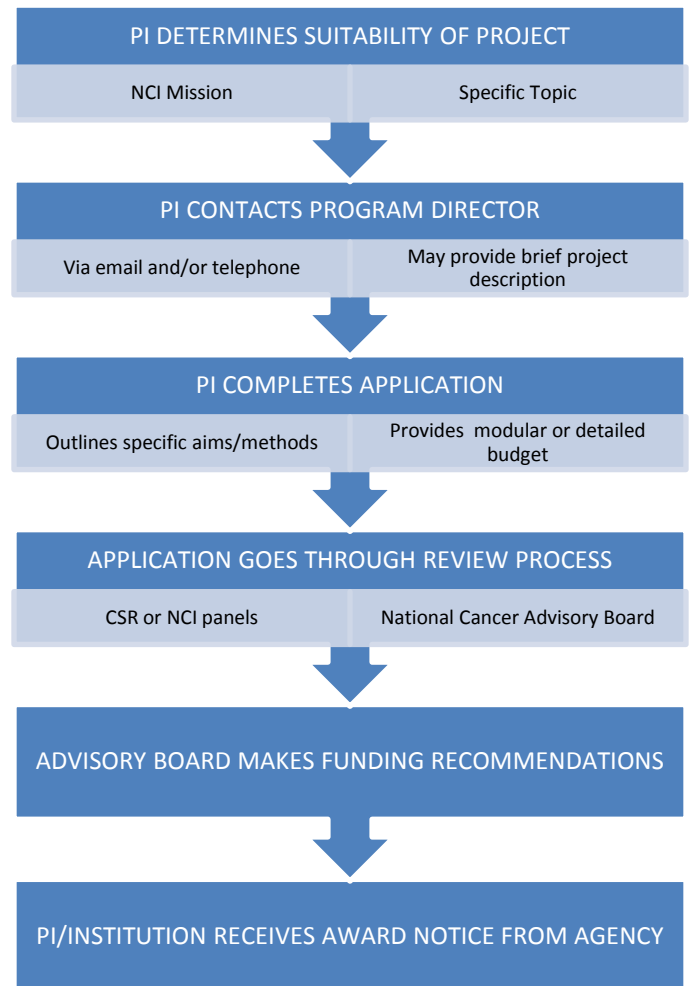 PI DETERMINES SUITABILITY OF PROJECT
NCI Mission
Specific Topic
PI CONTACTS PROGRAM DIRECTOR
Via email and/or telephone
May provide brief project
description
PI COMPLETES APPLICATION
Outlines specific aims/methods
Provides modular or detailed
budget
APPLICATION GOES THROUGH REVIEW PROCESS
CSR or NCI panels
National Cancer Advisory Board
ADVISORY BOARD MAKES FUNDING RECOMMENDATIONS
PI/INSTITUTION RECEIVES AWARD NOTICE FROM AGENCY